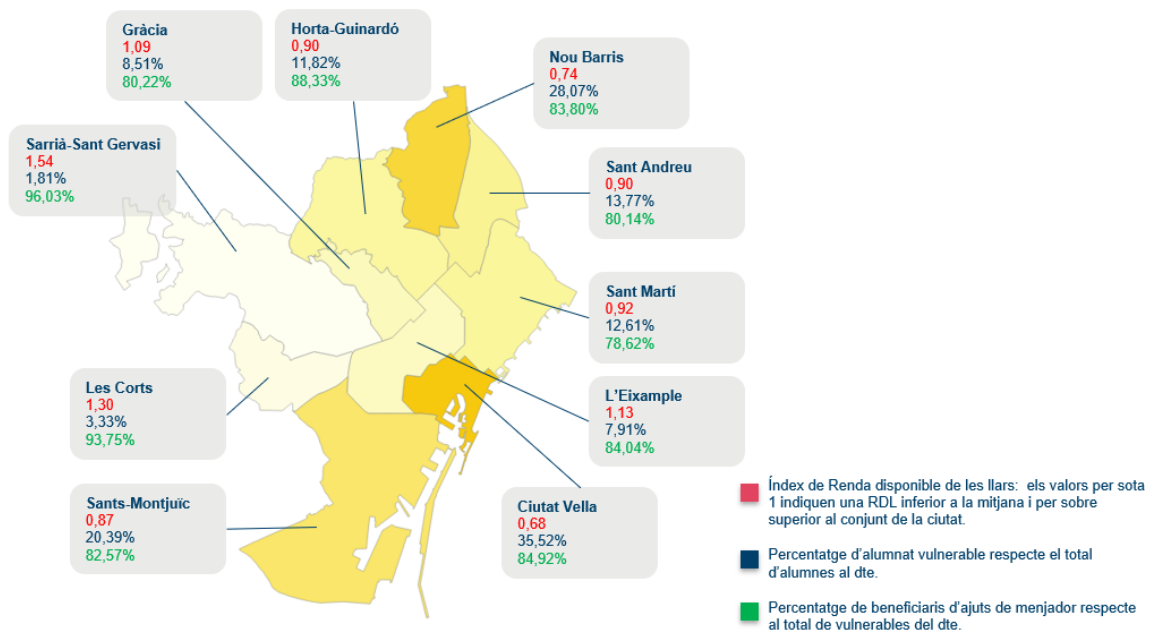 Gràcia
1,09
8,51%
80,22%
Horta-Guinardó
0,90
11,82%
88,33%
Nou Barris
0,74
28,07%
83,80%
Sarrià-Sant Gervasi
1,54
1,81%
96,03%
Sant Andreu
0,90
13,77%
80,14%
Sant Martí
0,92
12,61%
78,62%
Les Corts
1,30
3,33%
93,75%
L'Eixample
1,13
7,91%
84,04%
Sants-Montjuïc
0,87
20,39%
82,57%
Ciutat Vella
0,68
35,52%
84,92%
Índex de Renda disponible de les llars: els valors per sota
1 indiquen una RDL inferior a la mitjana i per sobre
superior al conjunt de la ciutat.
Percentatge d'alumnat vulnerable respecte el total
d'alumnes al dte.
Percentatge de beneficiaris d'ajuts de menjador respecte
al total de vulnerables del dte.